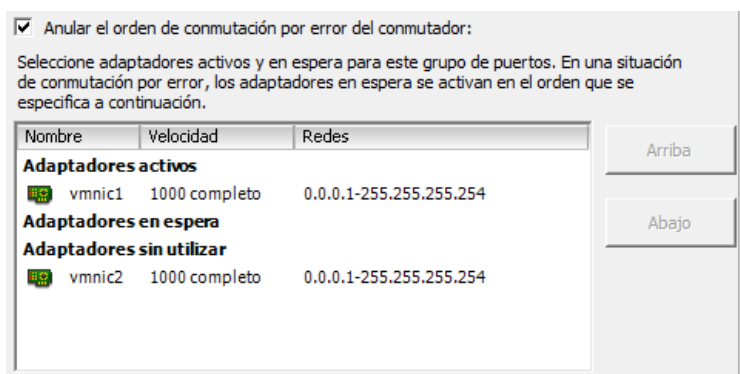 Anular el orden de conmutación por error del conmutador:
Seleccione adaptadores activos y en espera para este grupo de puertos. En una situación
de conmutación por error, los adaptadores en espera se activan en el orden que se
especifica a continuación.
Nombre Velocidad Redes
Arriba
Adaptadores activos
vmnic1 1000 completo 0.0.0.1-255.255.255.254
Adaptadores en espera
Abajo
Adaptadores sin utilizar
vmnic2 1000 completo 0.0.0.1-255.255.255.254